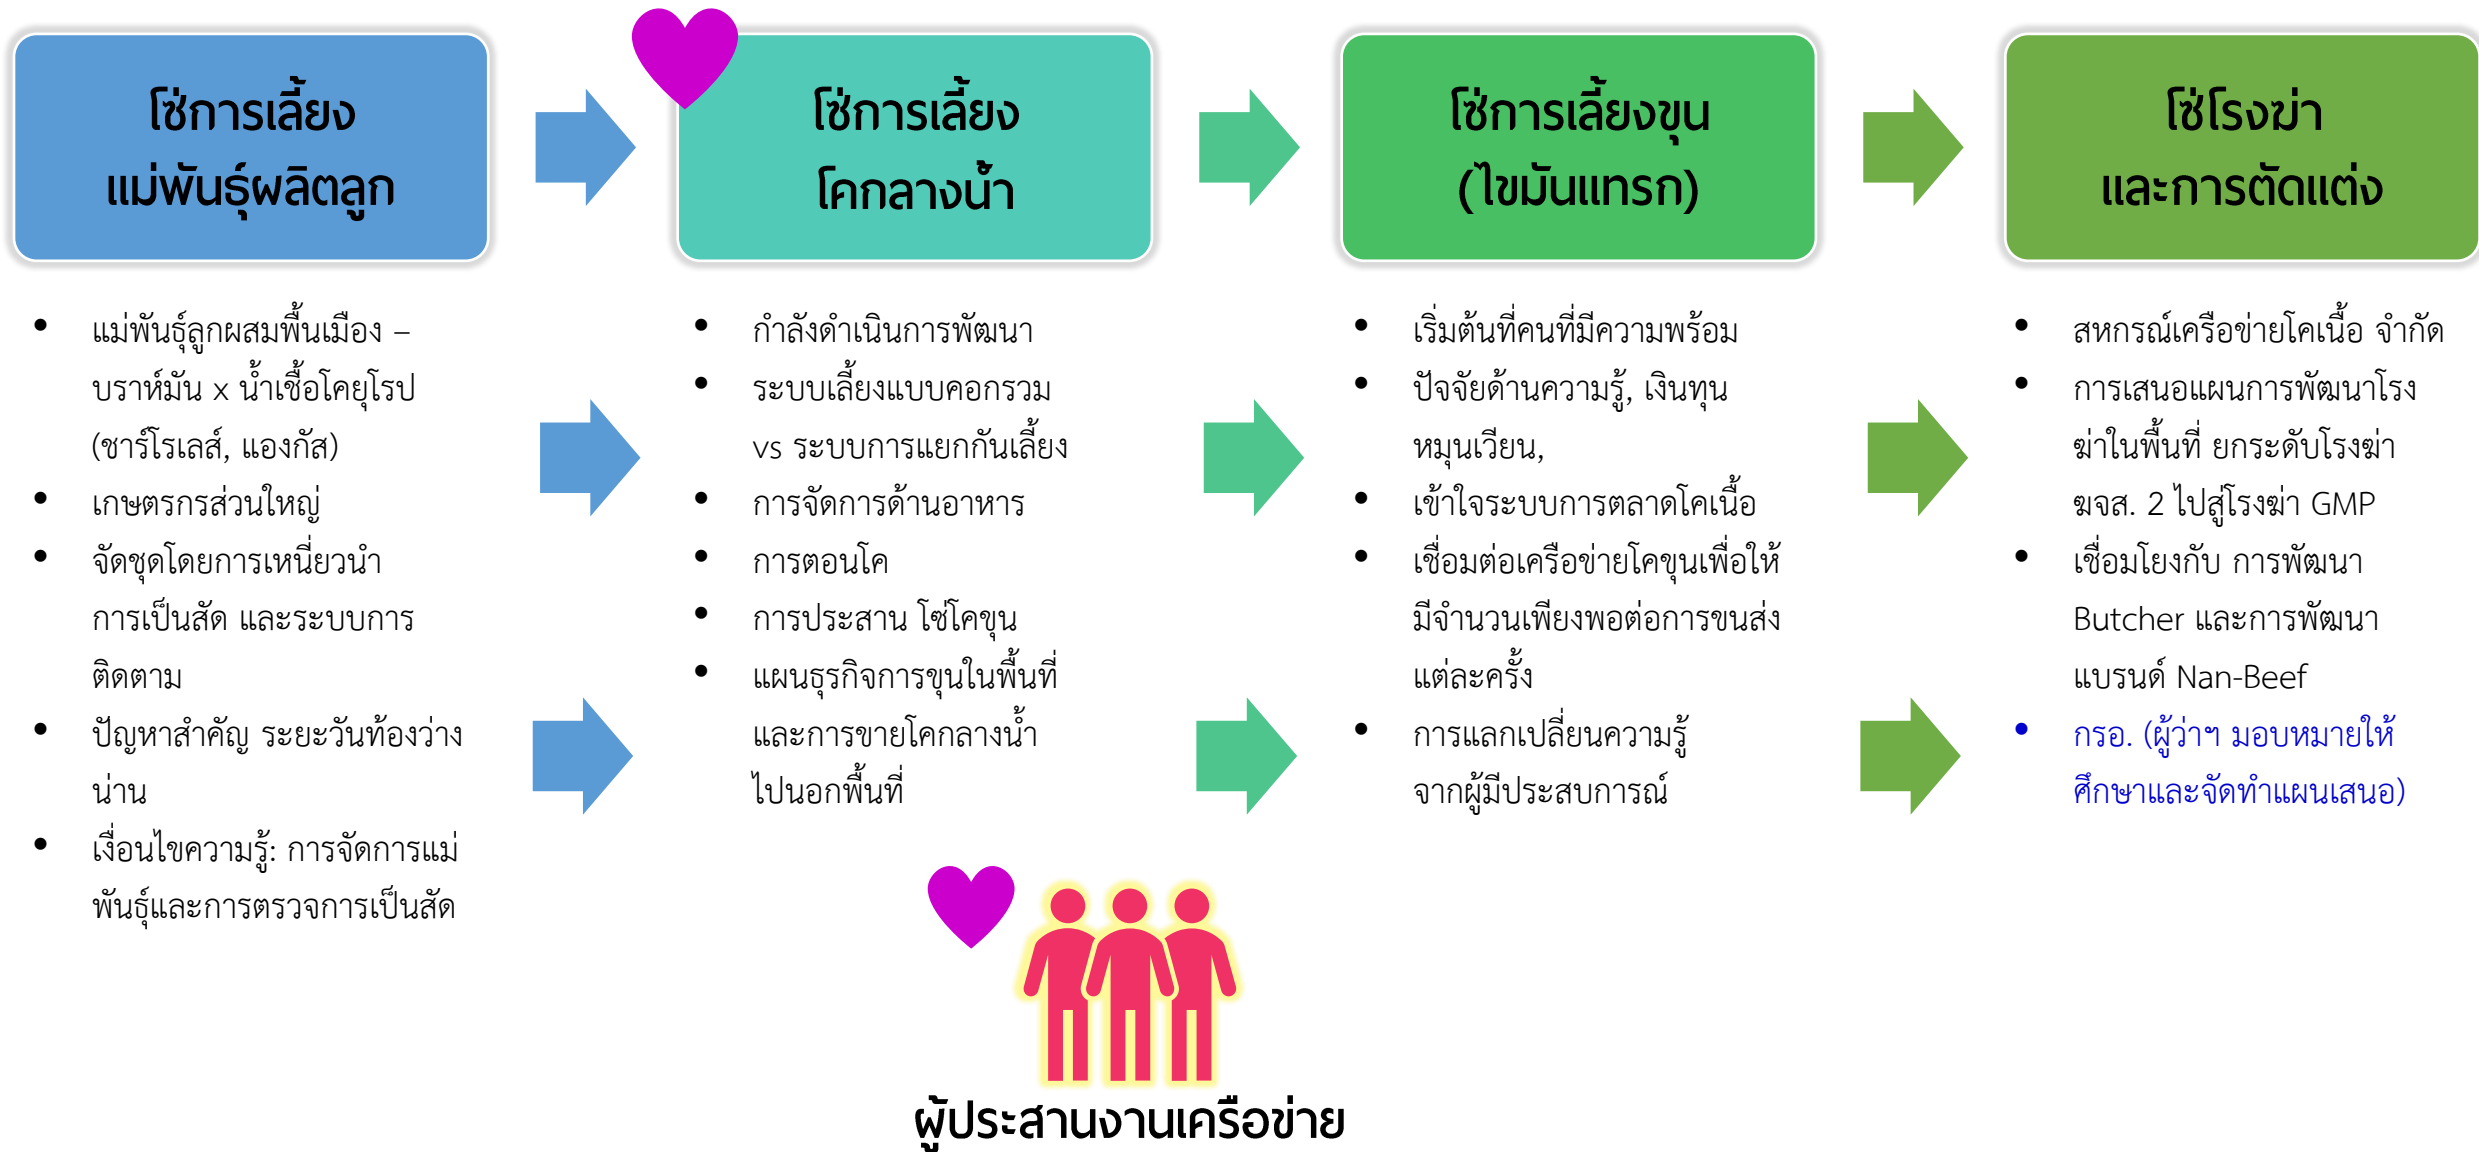 โซ่การเลี้ยง
แม่พันธุ์ผลิตลูก
โซ่การเลี้ยง
โคกลางน้ำ
โซ่การเลี้ยงขุน
(ไขมันแทรก)
โซ่โรงฆ่า
และการตัดแต่ง
• แม่พันธุ์ลูกผสมพื้นเมือง –
บราห์มัน x น้ำเชื้อโคยุโรป
(ชาร์โรเลส์, แองกัส)
• เกษตรกรส่วนใหญ่
• จัดชุดโดยการเหนี่ยวนำ
การเป็นสัด และระบบการ
ติดตาม
• ปัญหาสำคัญ ระยะวันท้องว่าง
น่าน
• เงื่อนไขความรู้: การจัดการแม่
พันธุ์และการตรวจการเป็นสัด
• กำลังดำเนินการพัฒนา
• ระบบเลี้ยงแบบคอกรวม
vs ระบบการแยกกันเลี้ยง
• การจัดการด้านอาหาร
• การตอนโค
• การประสาน โซ่โคขุน
• แผนธุรกิจการขุนในพื้นที่
และการขายโคกลางน้ำ
ไปนอกพื้นที่
• เริ่มต้นที่คนที่มีความพร้อม
• ปัจจัยด้านความรู้, เงินทุน
หมุนเวียน,
• เข้าใจระบบการตลาดโคเนื้อ
• เชื่อมต่อเครือข่ายโคขุนเพื่อให้
มีจำนวนเพียงพอต่อการขนส่ง
แต่ละครั้ง
• การแลกเปลี่ยนความรู้
จากผู้มีประสบการณ์
• สหกรณ์เครือข่ายโคเนื้อ จำกัด
• การเสนอแผนการพัฒนาโรง
ฆ่าในพื้นที่ ยกระดับโรงฆ่า
ฆจส. 2 ไปสู่โรงฆ่า GMP
• เชื่อมโยงกับ การพัฒนา
Butcher และการพัฒนา
แบรนด์ Nan-Beef
• กรอ. (ผู้ว่าฯ มอบหมายให้
ศึกษาและจัดทำแผนเสนอ)
ผู้ประสานงานเครือข่าย